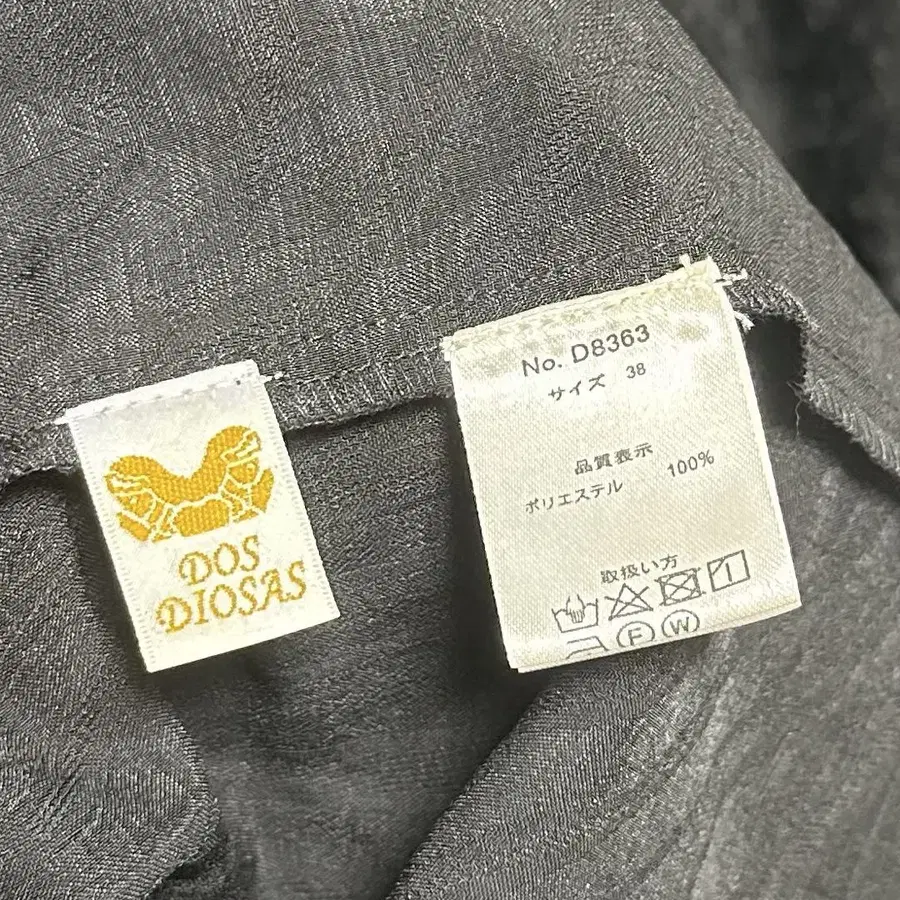 DOS
DIOSAS
No. D8363
サイズ 38
品質表示
ポリエステル 100%
取扱い方
F W